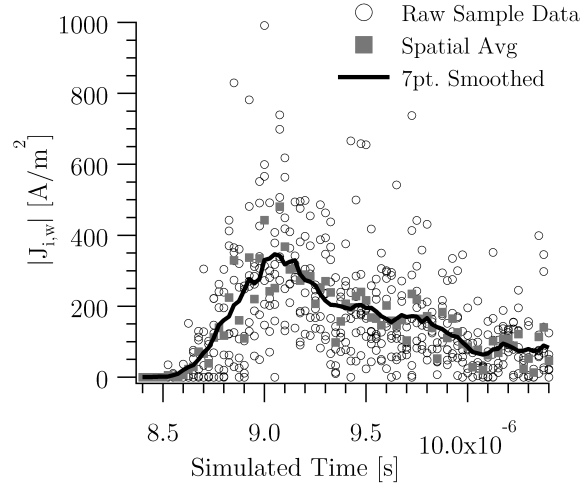 Raw Sample Data
Spatial Avg
7pt. Smoothed
1000
800
600
400
200
0
|J_{i,w}| [A/m^2]
8.5 9.0 9.5 10.0x10^{-6}
Simulated Time [s]